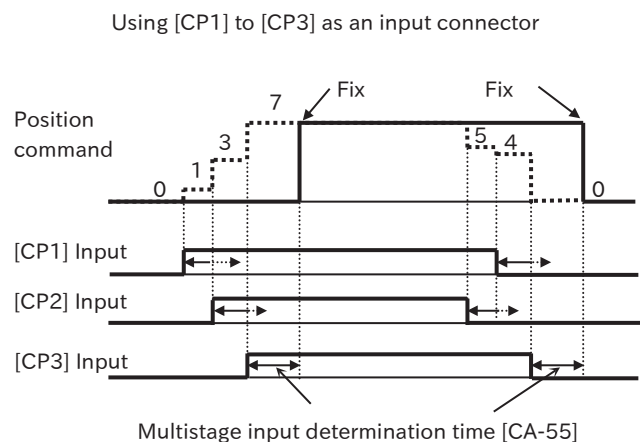 Using [CP1] to [CP3] as an input connector
Fix
Fix
7
Position
command
3
5
4
1
0
0
[CP1] Input
[CP2] Input
[CP3] Input
Multistage input determination time [CA-55]